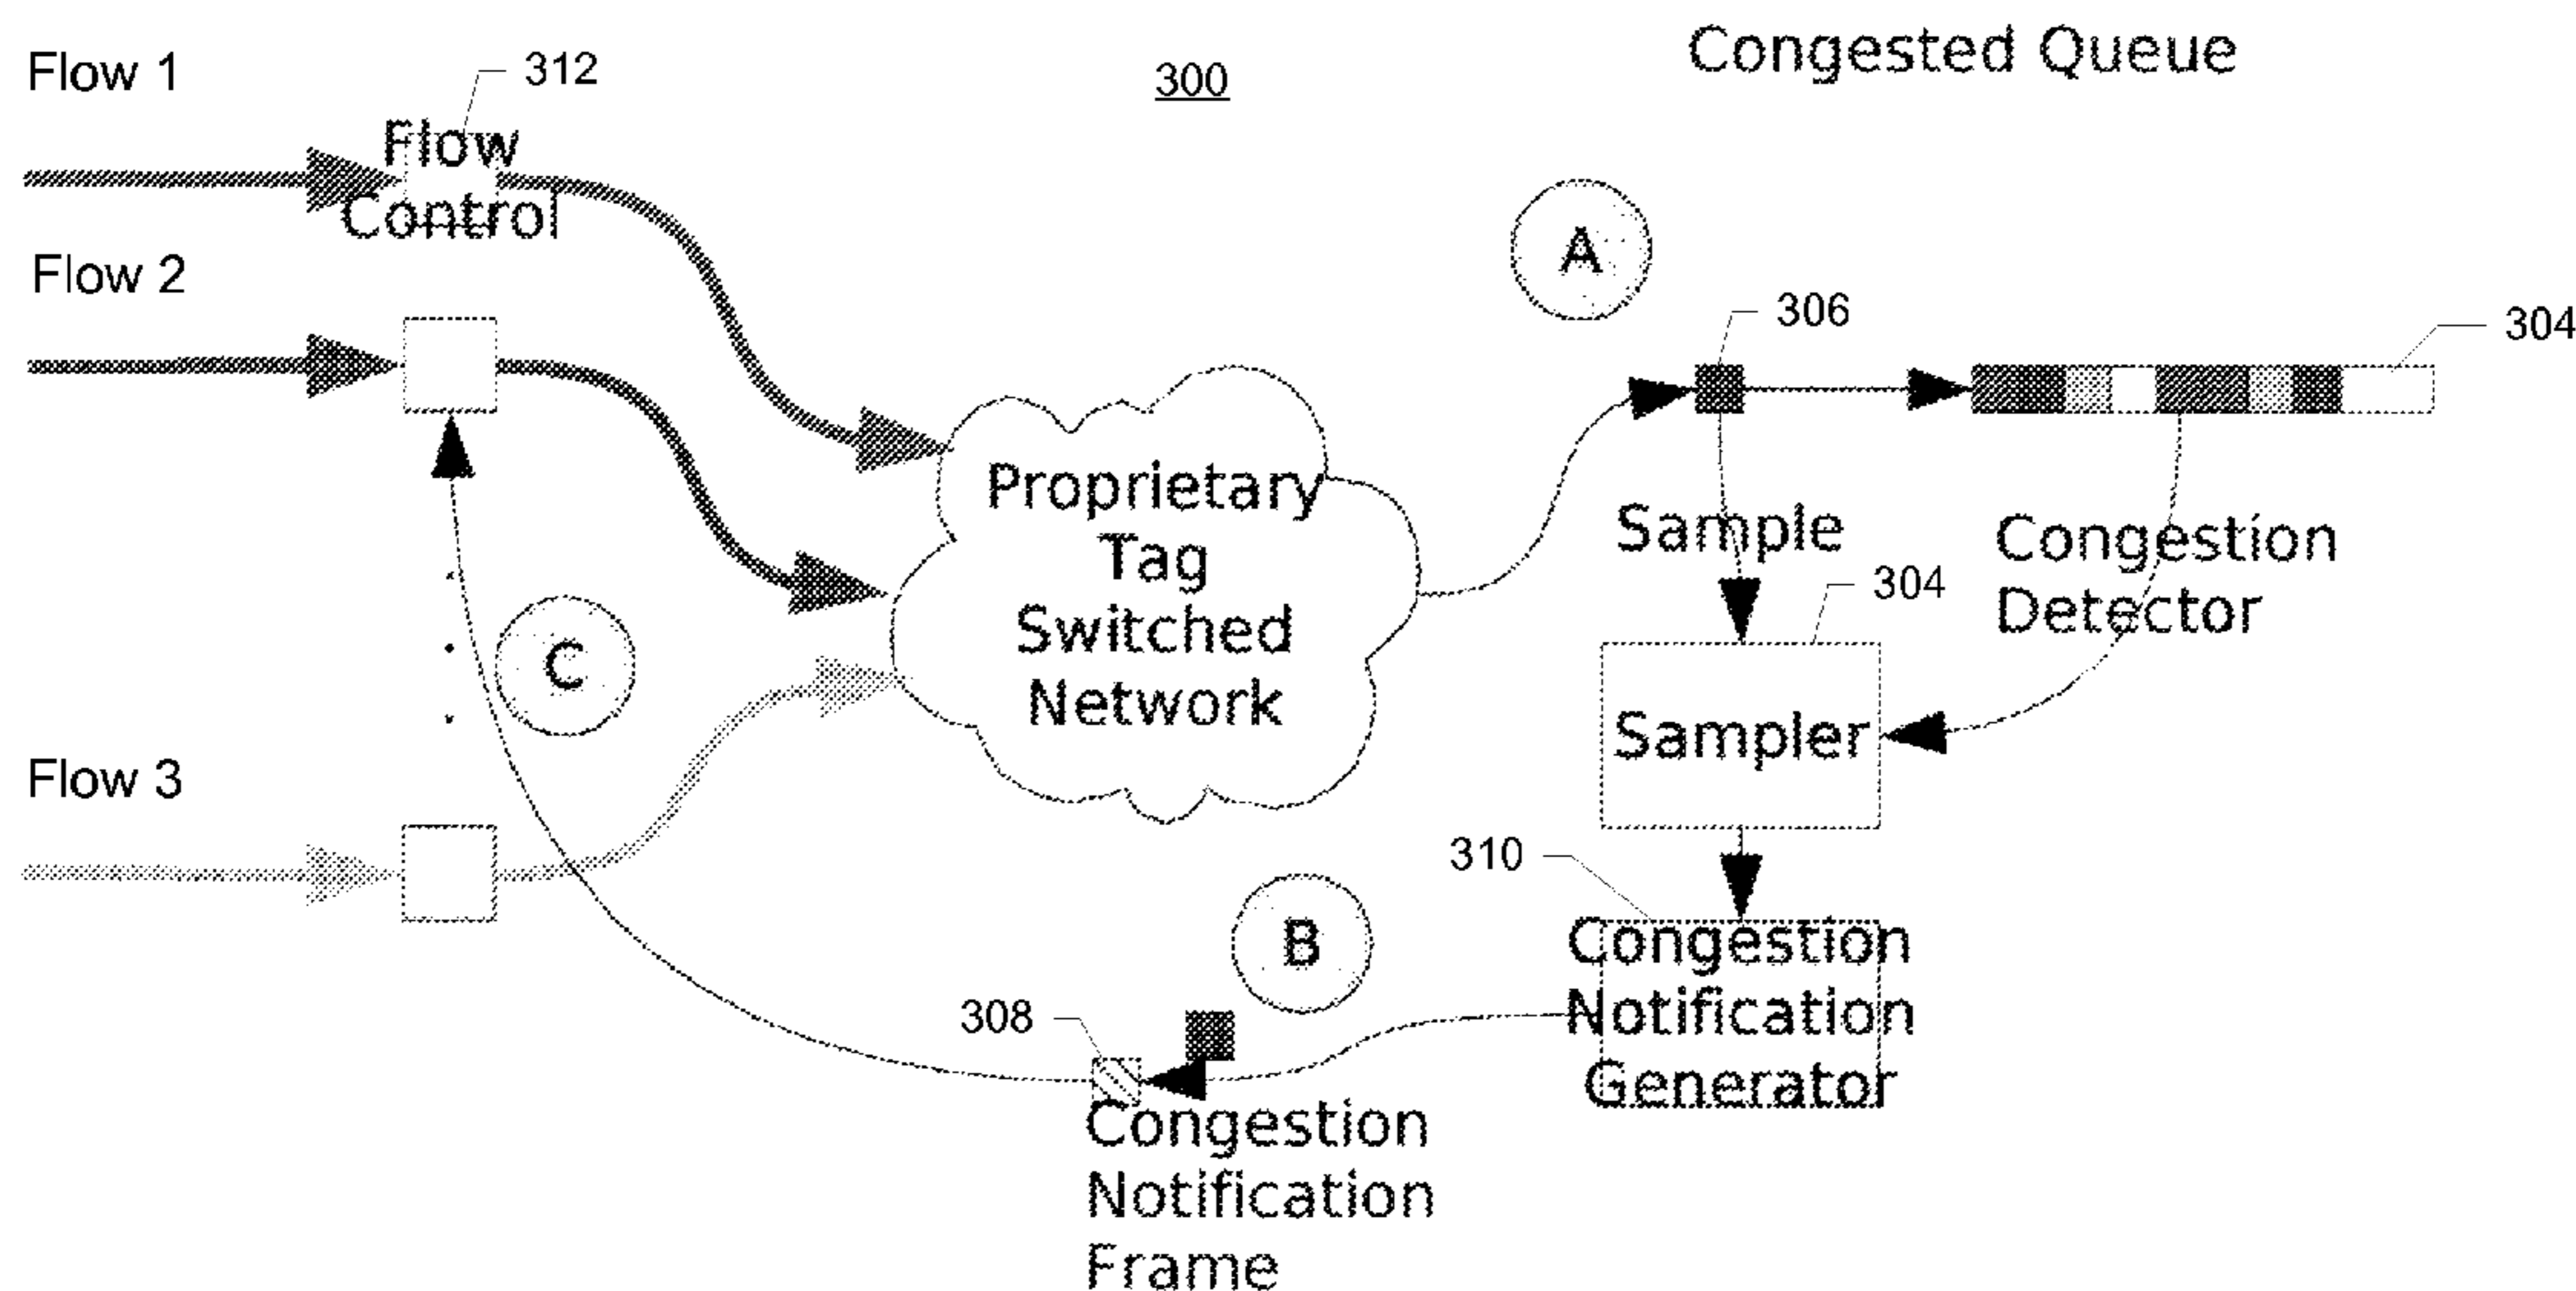 Flow 1
312
300
Congested Queue
Flow
Control
A
Flow 2
306
304
Proprietary
Tag
Switched
Network
Sample
Congestion
Detector
304
C
Sampler
Flow 3
310
B
Congestion
Notification
Generator
308
Congestion
Notification
Frame